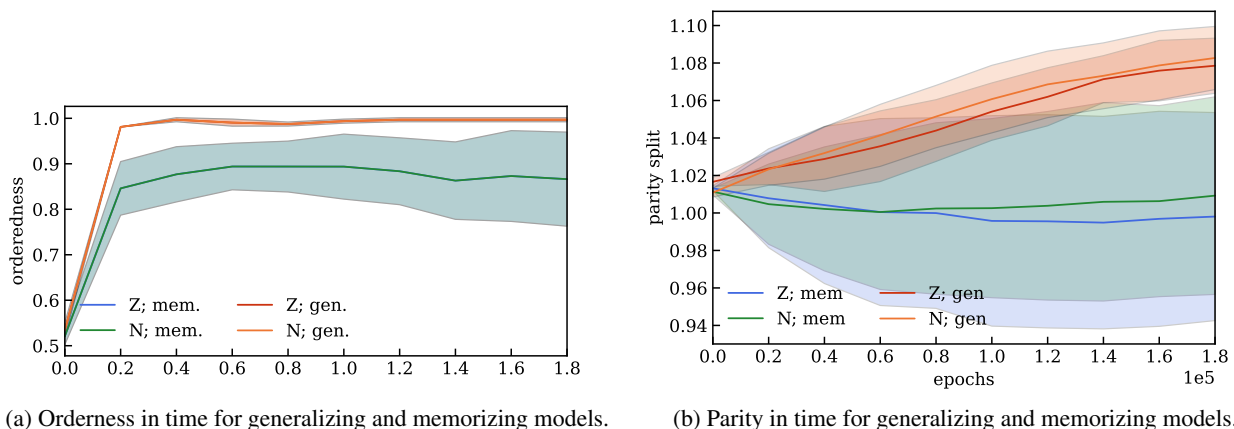 1.0
0.9
0.8
0.7
0.6
0.5
orderedness
Z; mem. Z; gen.
N; mem. N; gen.
0.0 0.2 0.4 0.6 0.8 1.0 1.2 1.4 1.6 1.8
(a) Orderness in time for generalizing and memorizing models.
1.10
1.08
1.06
1.04
1.02
1.00
0.98
0.96
0.94
parity split
Z; mem Z; gen
N; mem N; gen
0.0 0.2 0.4 0.6 0.8 1.0 1.2 1.4 1.6 1.8
epochs 1e5
(b) Parity in time for generalizing and memorizing models.